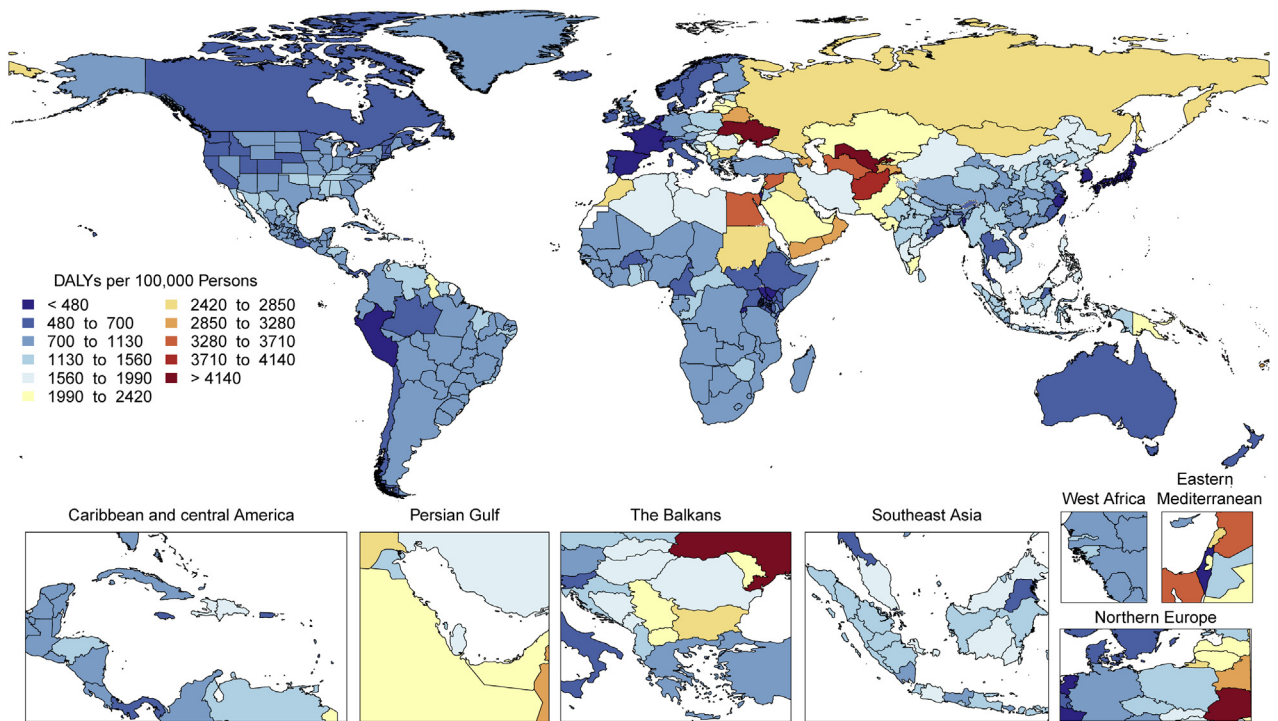 DALYs per 100,000 Persons
< 480
480 to 700
700 to 1130
1130 to 1560
1560 to 1990
1990 to 2420
2420 to 2850
2850 to 3280
3280 to 3710
3710 to 4140
> 4140
Caribbean and central America
Persian Gulf
The Balkans
Southeast Asia
West Africa
Eastern
Mediterranean
Northern Europe